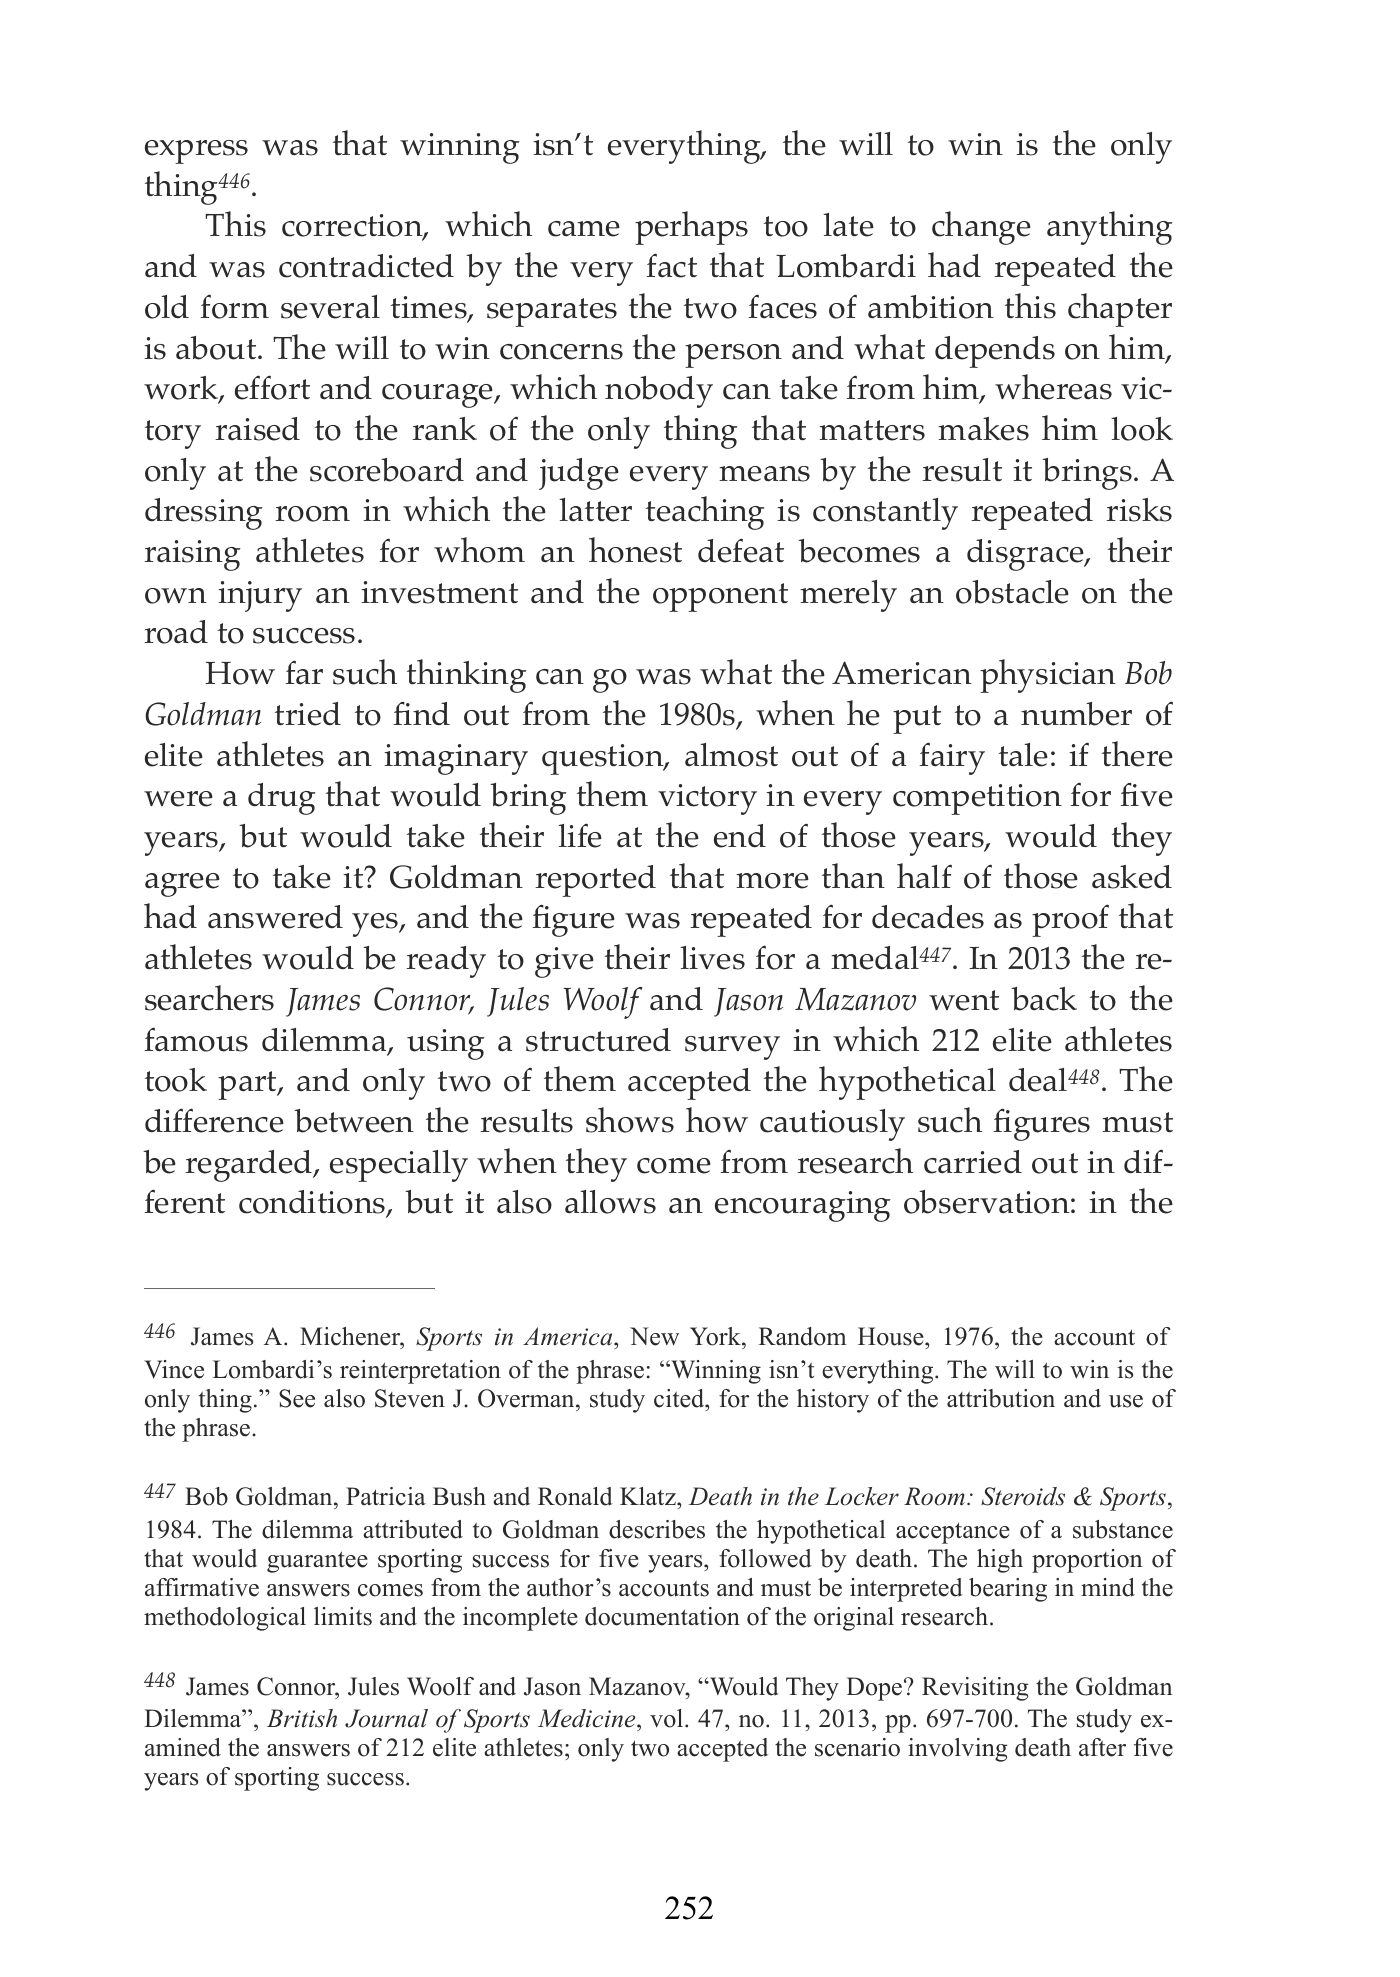 express was that winning isn’t everything, the will to win is the only
thing446.
This correction, which came perhaps too late to change anything
and was contradicted by the very fact that Lombardi had repeated the
old form several times, separates the two faces of ambition this chapter
is about. The will to win concerns the person and what depends on him,
work, effort and courage, which nobody can take from him, whereas vic-
tory raised to the rank of the only thing that matters makes him look
only at the scoreboard and judge every means by the result it brings. A
dressing room in which the latter teaching is constantly repeated risks
raising athletes for whom an honest defeat becomes a disgrace, their
own injury an investment and the opponent merely an obstacle on the
road to success.
How far such thinking can go was what the American physician Bob
Goldman tried to find out from the 1980s, when he put to a number of
elite athletes an imaginary question, almost out of a fairy tale: if there
were a drug that would bring them victory in every competition for five
years, but would take their life at the end of those years, would they
agree to take it? Goldman reported that more than half of those asked
had answered yes, and the figure was repeated for decades as proof that
athletes would be ready to give their lives for a medal447. In 2013 the re-
searchers James Connor, Jules Woolf and Jason Mazanov went back to the
famous dilemma, using a structured survey in which 212 elite athletes
took part, and only two of them accepted the hypothetical deal448. The
difference between the results shows how cautiously such figures must
be regarded, especially when they come from research carried out in dif-
ferent conditions, but it also allows an encouraging observation: in the
446 James A. Michener, Sports in America, New York, Random House, 1976, the account of
Vince Lombardi’s reinterpretation of the phrase: “Winning isn’t everything. The will to win is the
only thing.” See also Steven J. Overman, study cited, for the history of the attribution and use of
the phrase.
447 Bob Goldman, Patricia Bush and Ronald Klatz, Death in the Locker Room: Steroids & Sports,
1984. The dilemma attributed to Goldman describes the hypothetical acceptance of a substance
that would guarantee sporting success for five years, followed by death. The high proportion of
affirmative answers comes from the author’s accounts and must be interpreted bearing in mind the
methodological limits and the incomplete documentation of the original research.
448 James Connor, Jules Woolf and Jason Mazanov, “Would They Dope? Revisiting the Goldman
Dilemma”, British Journal of Sports Medicine, vol. 47, no. 11, 2013, pp. 697-700. The study ex-
amined the answers of 212 elite athletes; only two accepted the scenario involving death after five
years of sporting success.
252